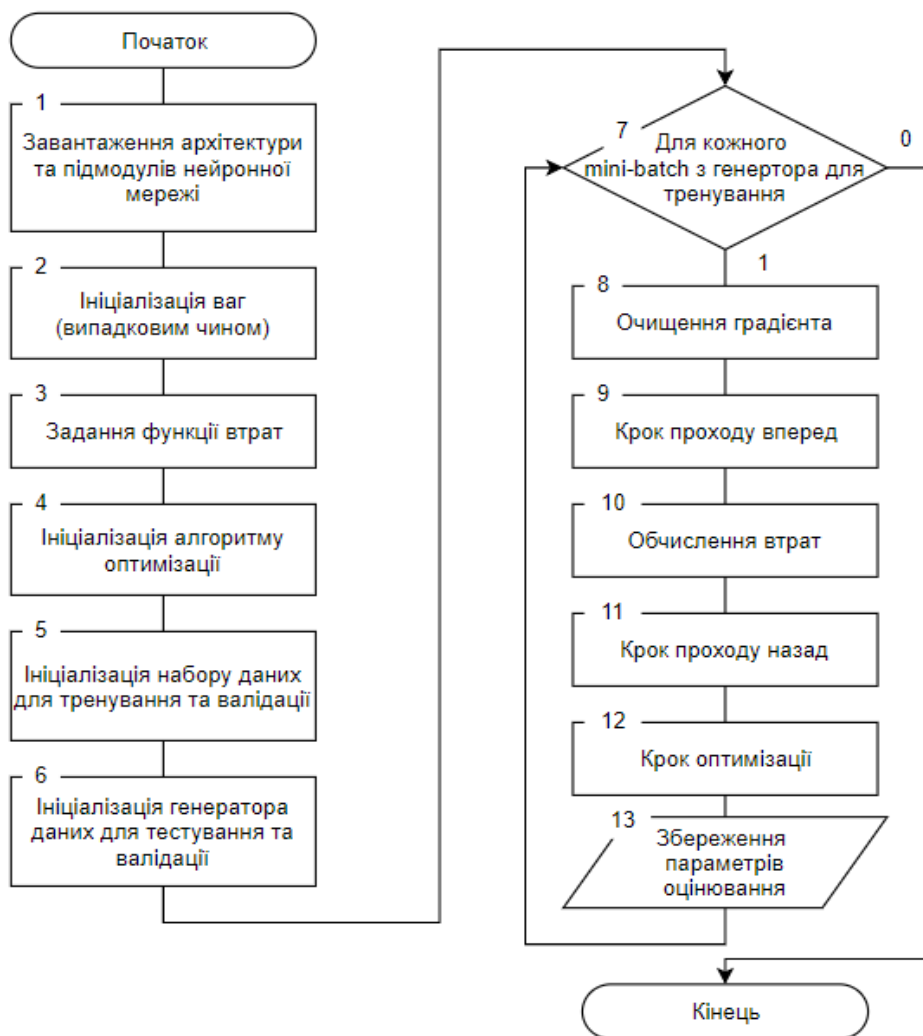 Початок
1
Завантаження архітектури
та підмодулів нейронної
мережі
2
Ініціалізація ваг
(випадковим чином)
3
Задання функції втрат
4
Ініціалізація алгоритму
оптимізації
5
Ініціалізація набору даних
для тренування та валідації
6
Ініціалізація генератора
даних для тестування та
валідації
7
Для кожного
mini-batch з генертора для
тренування
0
1
8
Очищення градієнта
9
Крок проходу вперед
10
Обчислення втрат
11
Крок проходу назад
12
Крок оптимізації
13
Збереження
параметрів
оцінювання
Кінець